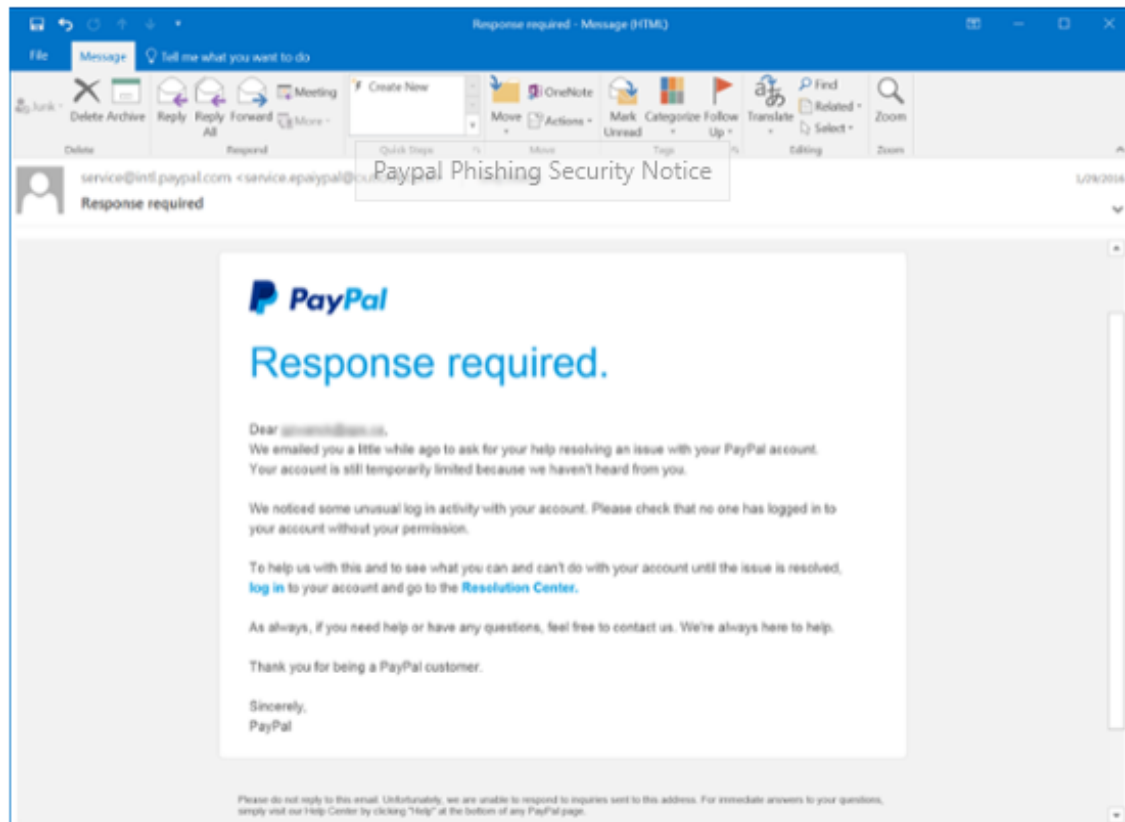 Response required - Message (HTML)
File Message Tell me what you want to do
Junk Delete Archive Reply Reply All Forward Meeting More Create New Move OneNote Actions Mark Unread Categorize Follow Up Translate Find Related Select Zoom
Delete Respond Quick Steps Move Tags Editing Zoom
Paypal Phishing Security Notice
service@intl.paypal.com <service.epaiypal@
1/29/2016
Response required
PayPal
Response required.
Dear
We emailed you a little while ago to ask for your help resolving an issue with your PayPal account.
Your account is still temporarily limited because we haven't heard from you.
We noticed some unusual log in activity with your account. Please check that no one has logged in to
your account without your permission.
To help us with this and to see what you can and can't do with your account until the issue is resolved,
log in to your account and go to the Resolution Center.
As always, if you need help or have any questions, feel free to contact us. We're always here to help.
Thank you for being a PayPal customer.
Sincerely,
PayPal
Please do not reply to this email. Unfortunately, we are unable to respond to inquiries sent to this address. For immediate answers to your questions,
simply visit our Help Center by clicking "Help" at the bottom of any PayPal page.